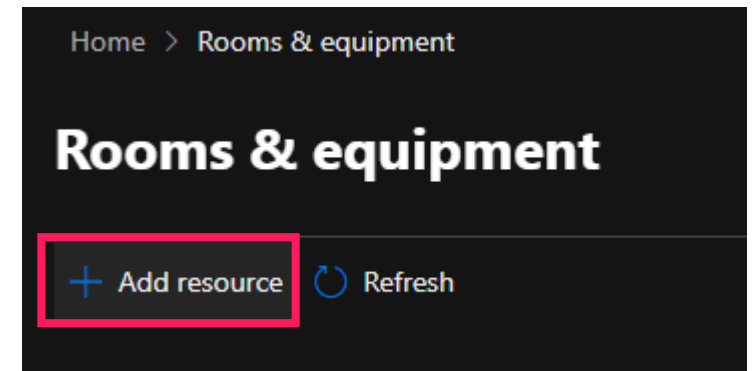 Home > Rooms & equipment
Rooms & equipment
+ Add resource Refresh